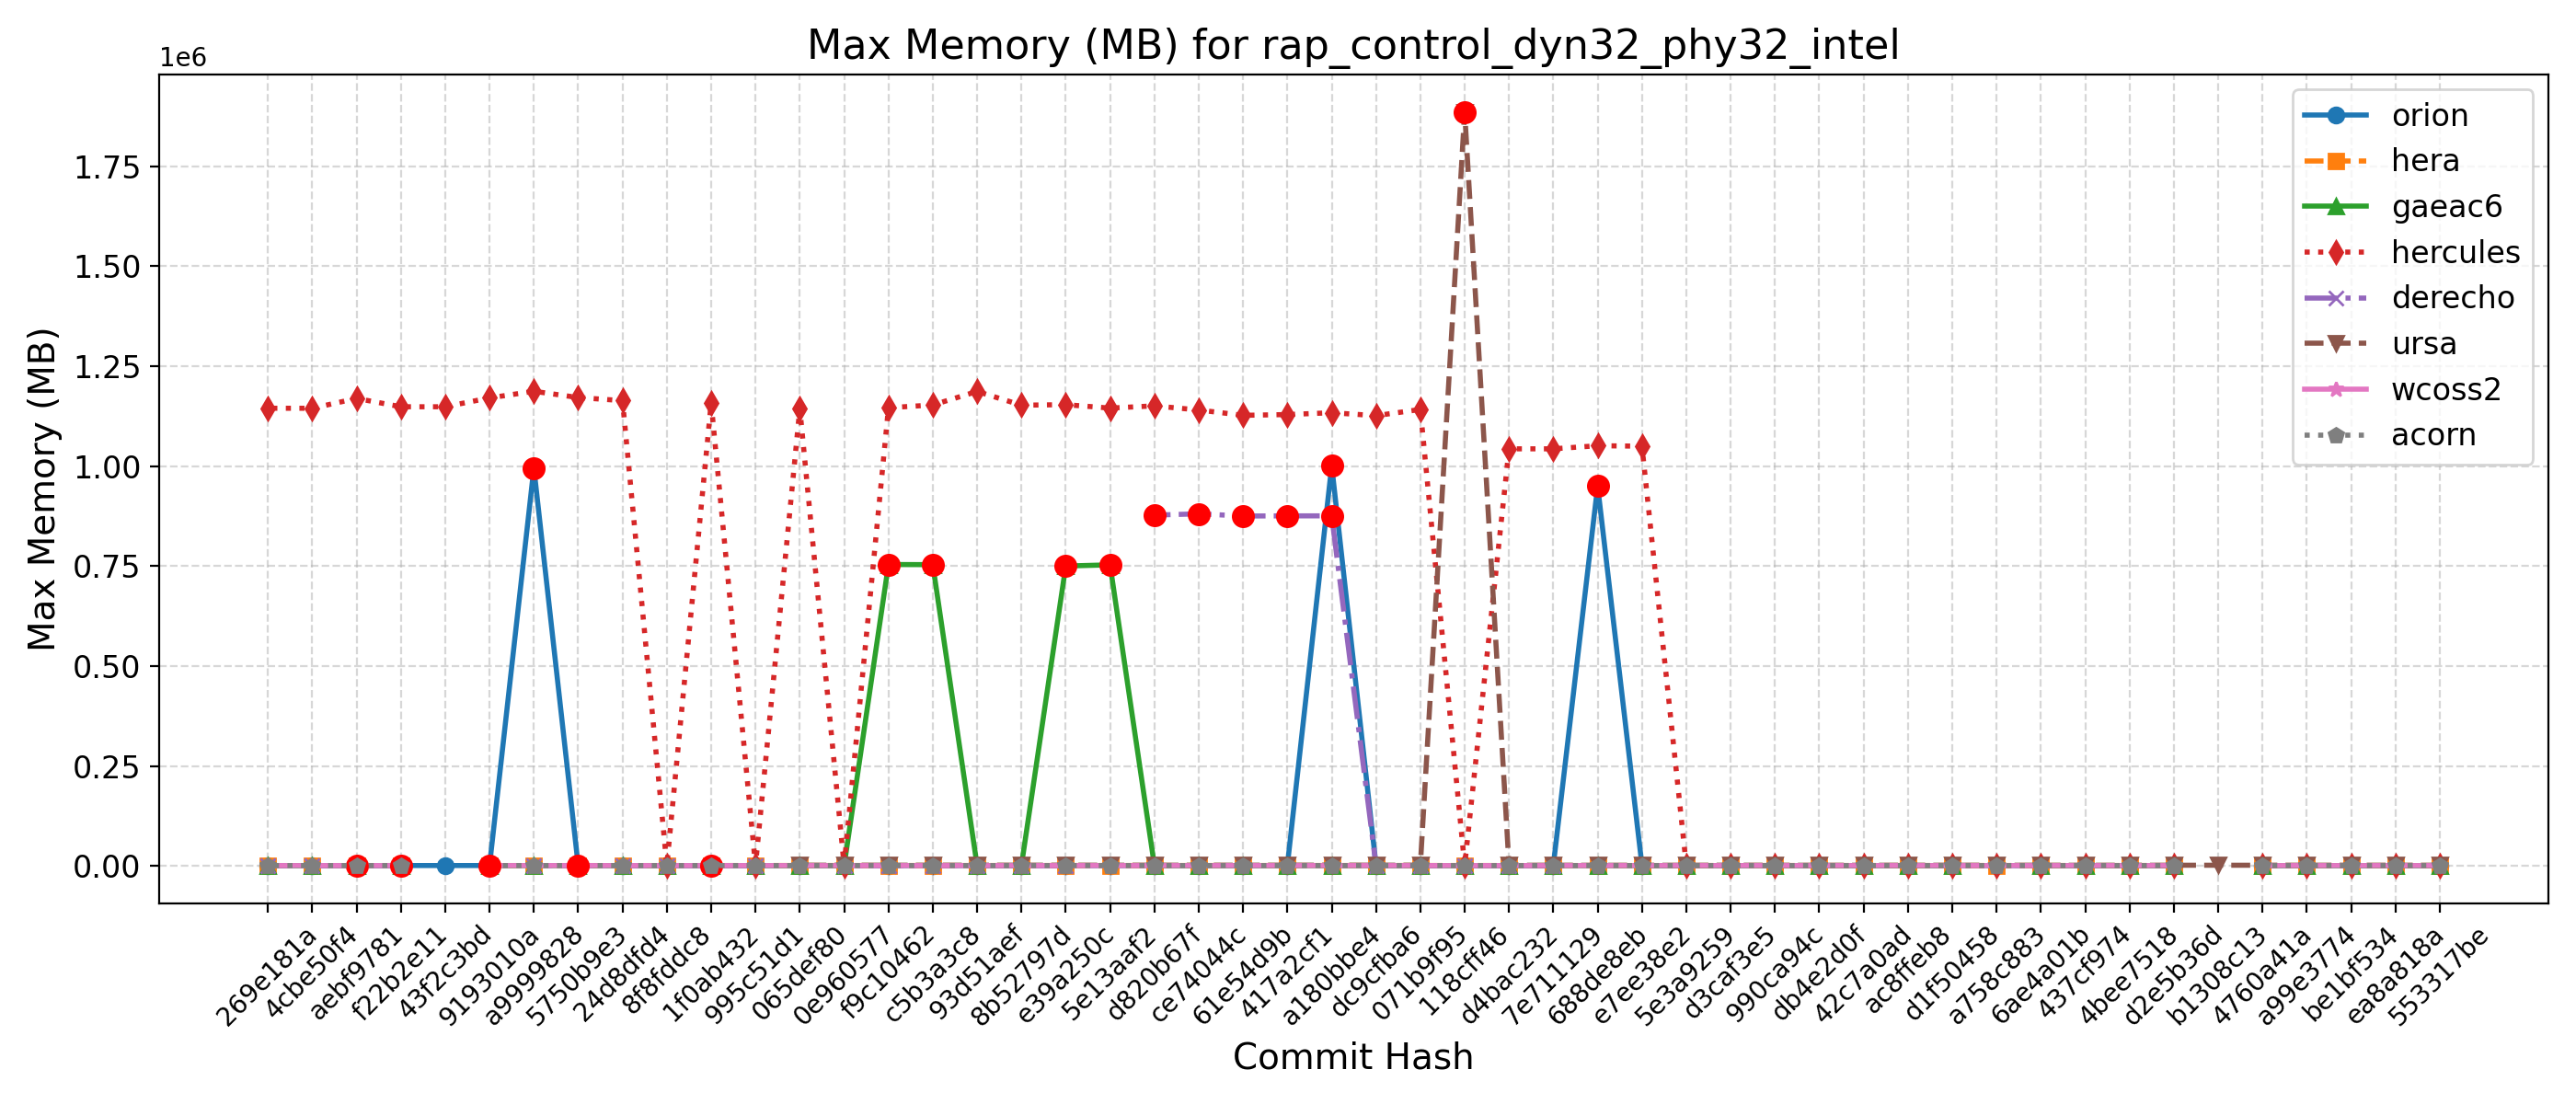 Max Memory (MB) for rap_control_dyn32_phy32_intel
1e6
1.75
1.50
1.25
1.00
0.75
0.50
0.25
0.00
Max Memory (MB)
orion
hera
gaeac6
hercules
derecho
ursa
wcoss2
acorn
269e181a
4cbe50f4
aebf9781
f22b2e11
43f2c3bd
9193010a
a9999828
5750b9e3
24d8dfd4
8f8fddc8
1f0ab432
995c51d1
065def80
0e960577
f9c10462
c5b3a3c8
93d51aef
8b52797d
e39a250c
5e13aaf2
d820b67f
ce74044c
61e54d9b
417a2cf1
a180bbe4
dc9cfba6
071b9f95
118cff46
d4bac232
7e711129
688de8eb
e7ee38e2
5e3a9259
d3caf3e5
990ca94c
db4e2d0f
42c7a0ad
ac8ffeb8
d1f50458
a758c883
6ae4a01b
437cf974
4bee7518
d2e5b36d
b1308c13
4760a41a
a99e3774
be1bf534
ea8a818a
553317be
Commit Hash